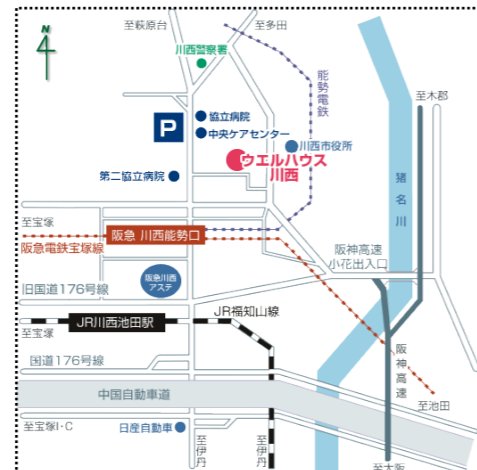 N
至萩原台
至多田
川西警察署
能勢電鉄
至木郡
P
協立病院
中央ケアセンター
川西市役所
ウエルハウス
川西
第二協立病院
猪名川
至宝塚
阪急 川西能勢口
阪急電鉄宝塚線
阪神高速
小花出入口
阪急川西
アステ
旧国道176号線
JR川西池田駅
JR福知山線
至宝塚
国道176号線
阪神高速
中国自動車道
至池田
至宝塚I・C
日産自動車
至伊丹
至伊丹
至大阪